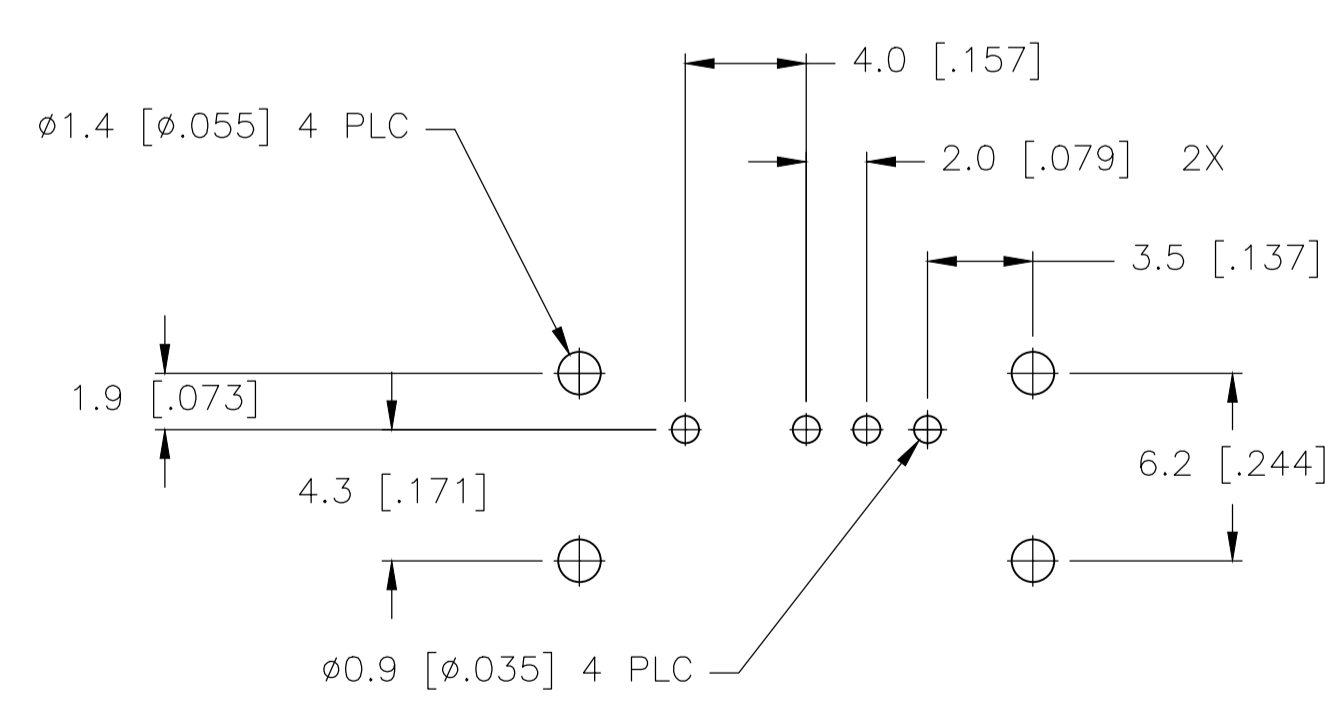 4.0 [.157]
ø1.4 [ø.055] 4 PLC
2.0 [.079] 2X
3.5 [.137]
1.9 [.073]
6.2 [.244]
4.3 [.171]
ø0.9 [ø.035] 4 PLC